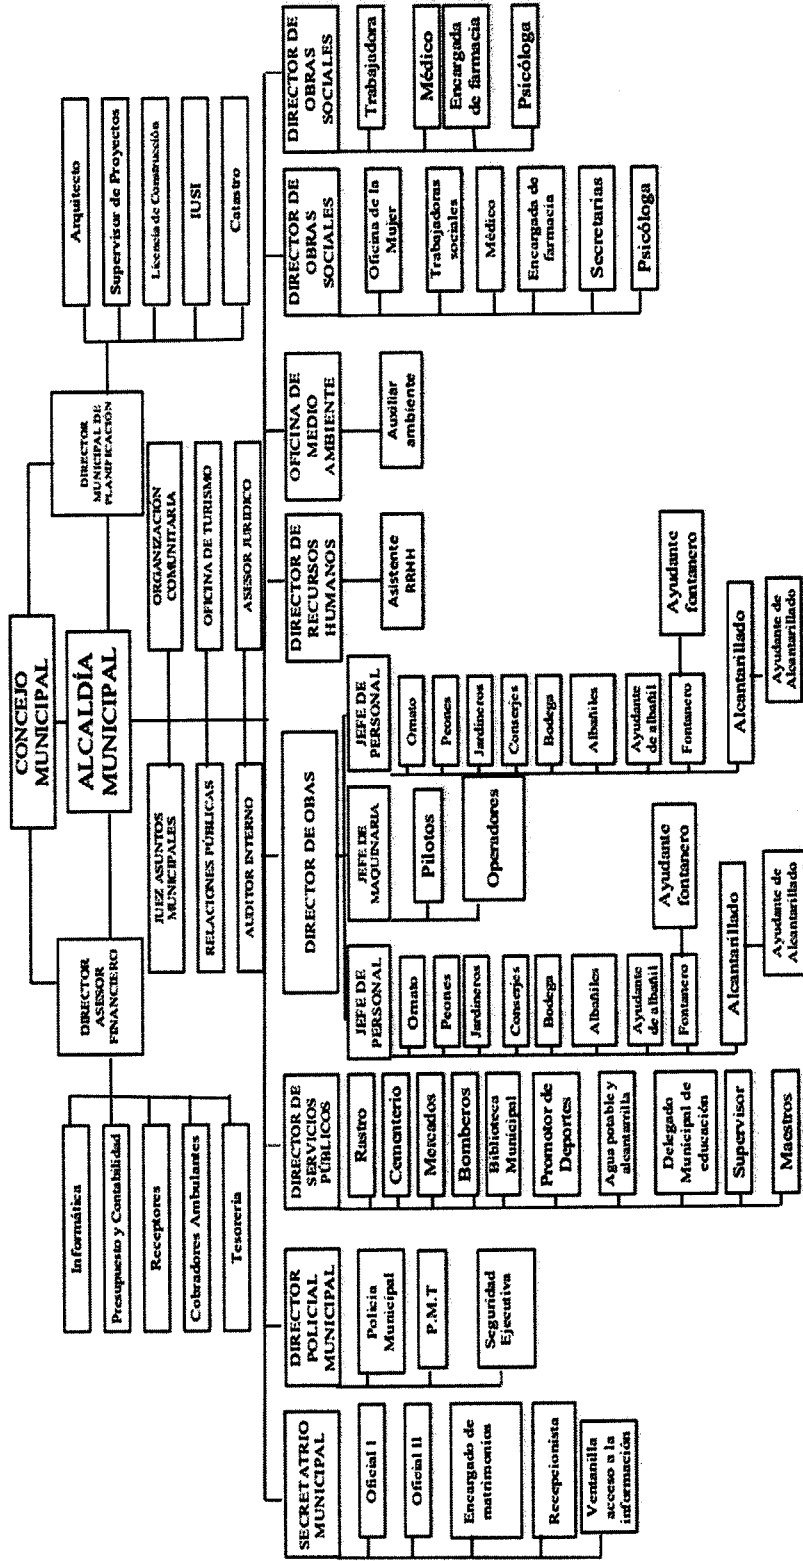 CONCEJO
MUNICIPAL
ALCALDÍA
MUNICIPAL
DIRECTOR
ASESOR
FINANCIERO
DIRECTOR
MUNICIPAL DE
PLANIFICACIÓN
Informática
Presupuesto y Contabilidad
Receptores
Cobradores Ambulantes
Tesorería
Arquitecto
Supervisor de Proyectos
Licencia de Construcción
IUSI
Catastro
JUEZ ASUNTOS
MUNICIPALES
RELACIONES PÚBLICAS
AUDITOR INTERNO
ORGANIZACIÓN
COMUNITARIA
OFICINA DE TURISMO
ASESOR JURIDICO
SECRETATRIO
MUNICIPAL
Oficial I
Oficial II
Encargado de
matrimonios
Recepcionista
Ventanilla
acceso a la
información
DIRECTOR
POLICIAL
MUNICIPAL
Policia
Municipal
P.M.T
Seguridad
Ejecutiva
DIRECTOR DE
SERVICIOS
PÚBLICOS
Rastro
Cementerio
Mercados
Bomberos
Biblioteca
Municipal
Promotor de
Deportes
Agua potable y
alcantarrilla
Delegado
Municipal de
educación
Supervisor
Maestros
DIRECTOR DE OBAS
JEFE DE
PERSONAL
Ornato
Peones
Jardineros
Conserjes
Bodega
Albañiles
Ayudante
de albañil
Fontanero
Ayudante
fontanero
Alcantarillado
Ayudante de
Alcantarillado
JEFE DE
MAQUINARIA
Pilotos
Operadores
JEFE DE
PERSONAL
Ornato
Peones
Jardineros
Conserjes
Bodega
Albañiles
Ayudante
de albañil
Fontanero
Ayudante
fontanero
Alcantarillado
Ayudante de
Alcantarillado
DIRECTOR DE
RECURSOS
HUMANOS
Asistente
RRHH
OFICINA DE
MEDIO
AMBIENTE
Auxiliar
ambiente
DIRECTOR DE
OBRAS
SOCIALES
Oficina de la
Mujer
Trabajadoras
sociales
Médico
Encargada de
farmacia
Secretarias
Psicóloga
DIRECTOR DE
OBRAS
SOCIALES
Trabajadora
Médico
Encargada
de farmacia
Psicóloga